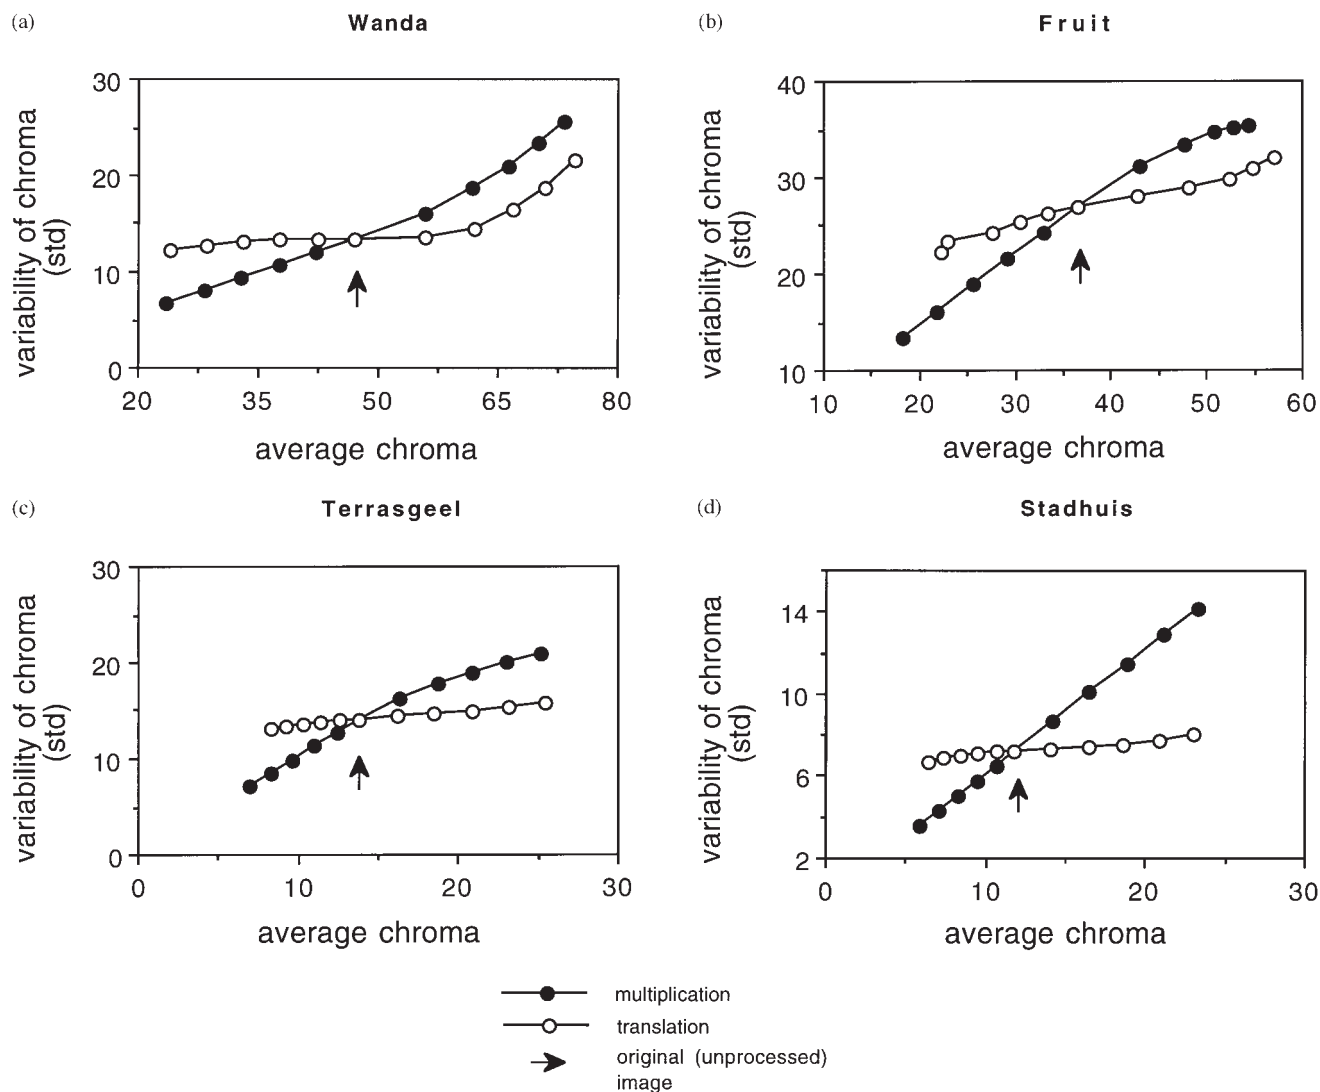 (a)
Wanda
30
20
10
0
20 35 50 65 80
variability of chroma
(std)
average chroma
(b)
Fruit
40
30
20
10
10 20 30 40 50 60
variability of chroma
(std)
average chroma
(c)
Terrasgeel
30
20
10
0
0 10 20 30
variability of chroma
(std)
average chroma
(d)
Stadhuis
14
10
6
2
0 10 20 30
variability of chroma
(std)
average chroma
multiplication
translation
original (unprocessed)
image